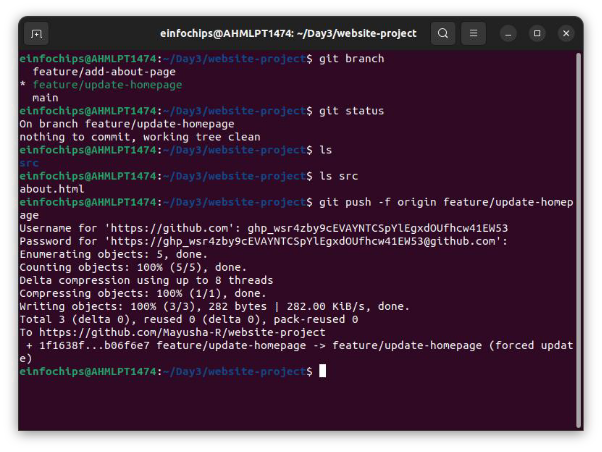 einfochips@AHMLPT1474: ~/Day3/website-project
einfochips@AHMLPT1474:~/Day3/website-project$ git branch
feature/add-about-page
* feature/update-homepage
main
einfochips@AHMLPT1474:~/Day3/website-project$ git status
On branch feature/update-homepage
nothing to commit, working tree clean
einfochips@AHMLPT1474:~/Day3/website-project$ ls
src
einfochips@AHMLPT1474:~/Day3/website-project$ ls src
about.html
einfochips@AHMLPT1474:~/Day3/website-project$ git push -f origin feature/update-homep
age
Username for 'https://github.com': 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
Password for 'https://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@github.com':
Enumerating objects: 5, done.
Counting objects: 100% (5/5), done.
Delta compression using up to 8 threads
Compressing objects: 100% (1/1), done.
Writing objects: 100% (3/3), 282 bytes | 282.00 KiB/s, done.
Total 3 (delta 0), reused 0 (delta 0), pack-reused 0
To https://github.com/Mayusha-R/website-project
+ 1f1638f...b06f6e7 feature/update-homepage -> feature/update-homepage (forced updat
e)
einfochips@AHMLPT1474:~/Day3/website-project$